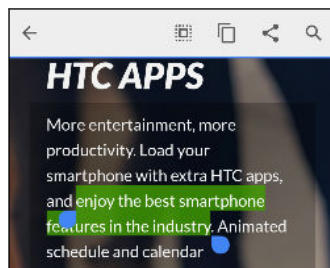 HTC APPS
More entertainment, more
productivity. Load your
smartphone with extra HTC apps,
and enjoy the best smartphone
features in the industry. Animated
schedule and calendar